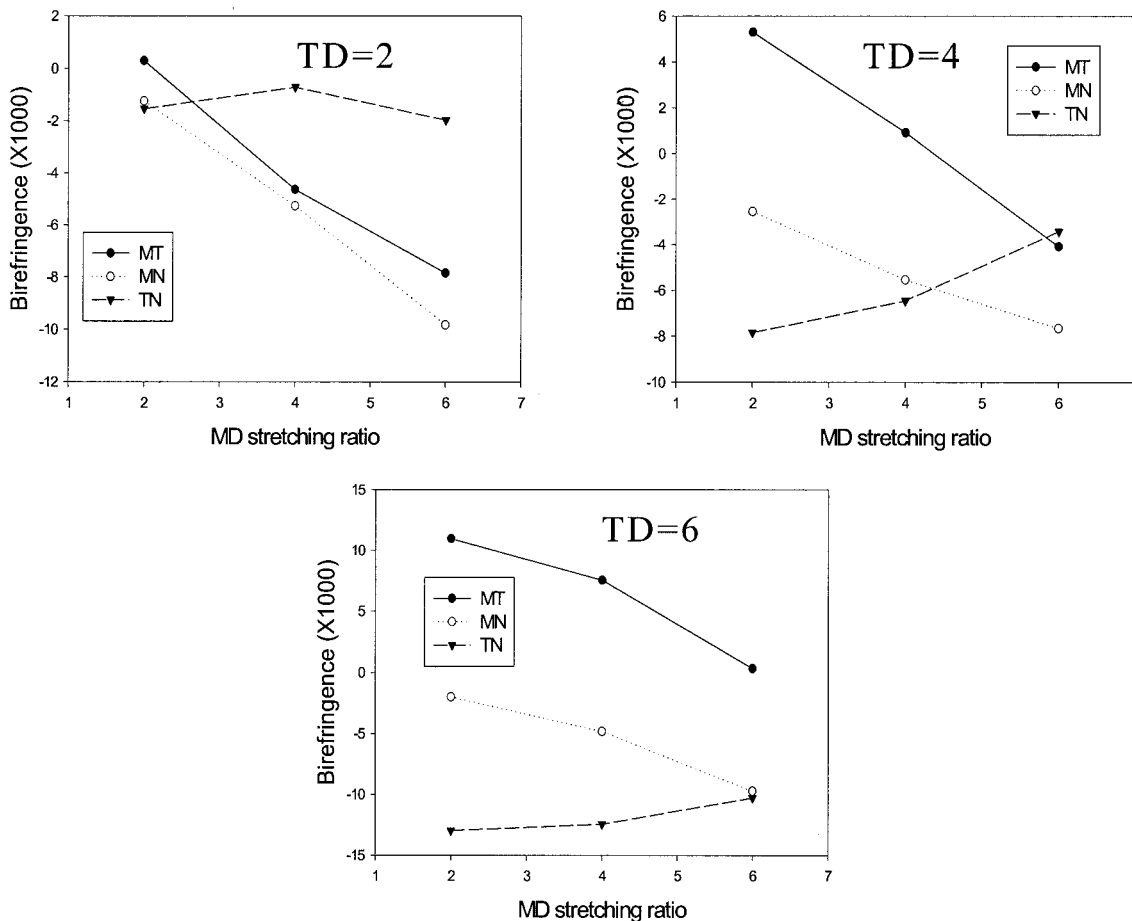 TD=2
Birefringence (X1000)
2
0
-2
-4
-6
-8
-10
-12
MT
MN
TN
1 2 3 4 5 6 7
MD stretching ratio
TD=4
Birefringence (X1000)
6
4
2
0
-2
-4
-6
-8
-10
MT
MN
TN
1 2 3 4 5 6
MD stretching ratio
TD=6
Birefringence (X1000)
15
10
5
0
-5
-10
-15
MT
MN
TN
1 2 3 4 5 6 7
MD stretching ratio